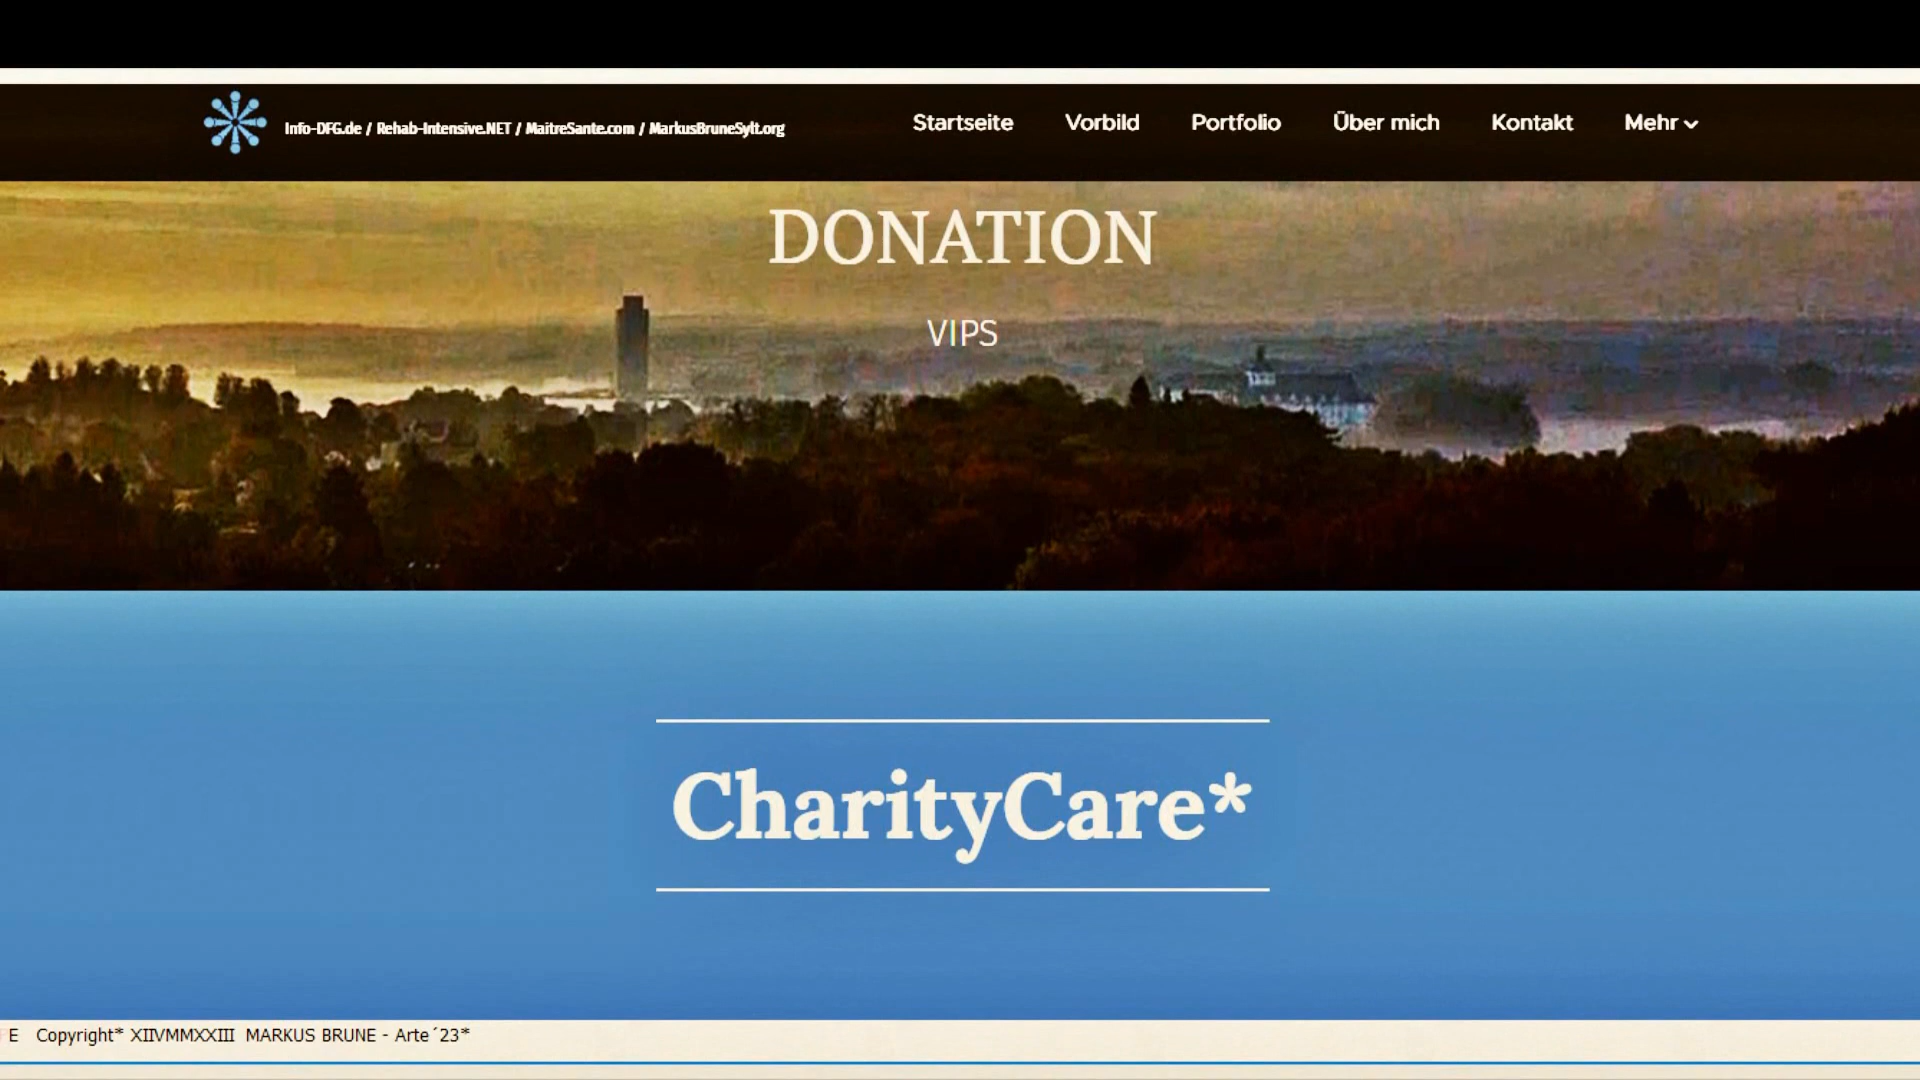 Info-DFG.de / Rehab-Intensive.NET / MaitreSante.com / MarkusBruneSylt.org
Startseite Vorbild Portfolio Über mich Kontakt Mehr
DONATION
VIPS
CharityCare*
E Copyright* XIIVMMXXIII MARKUS BRUNE - Arte´23*